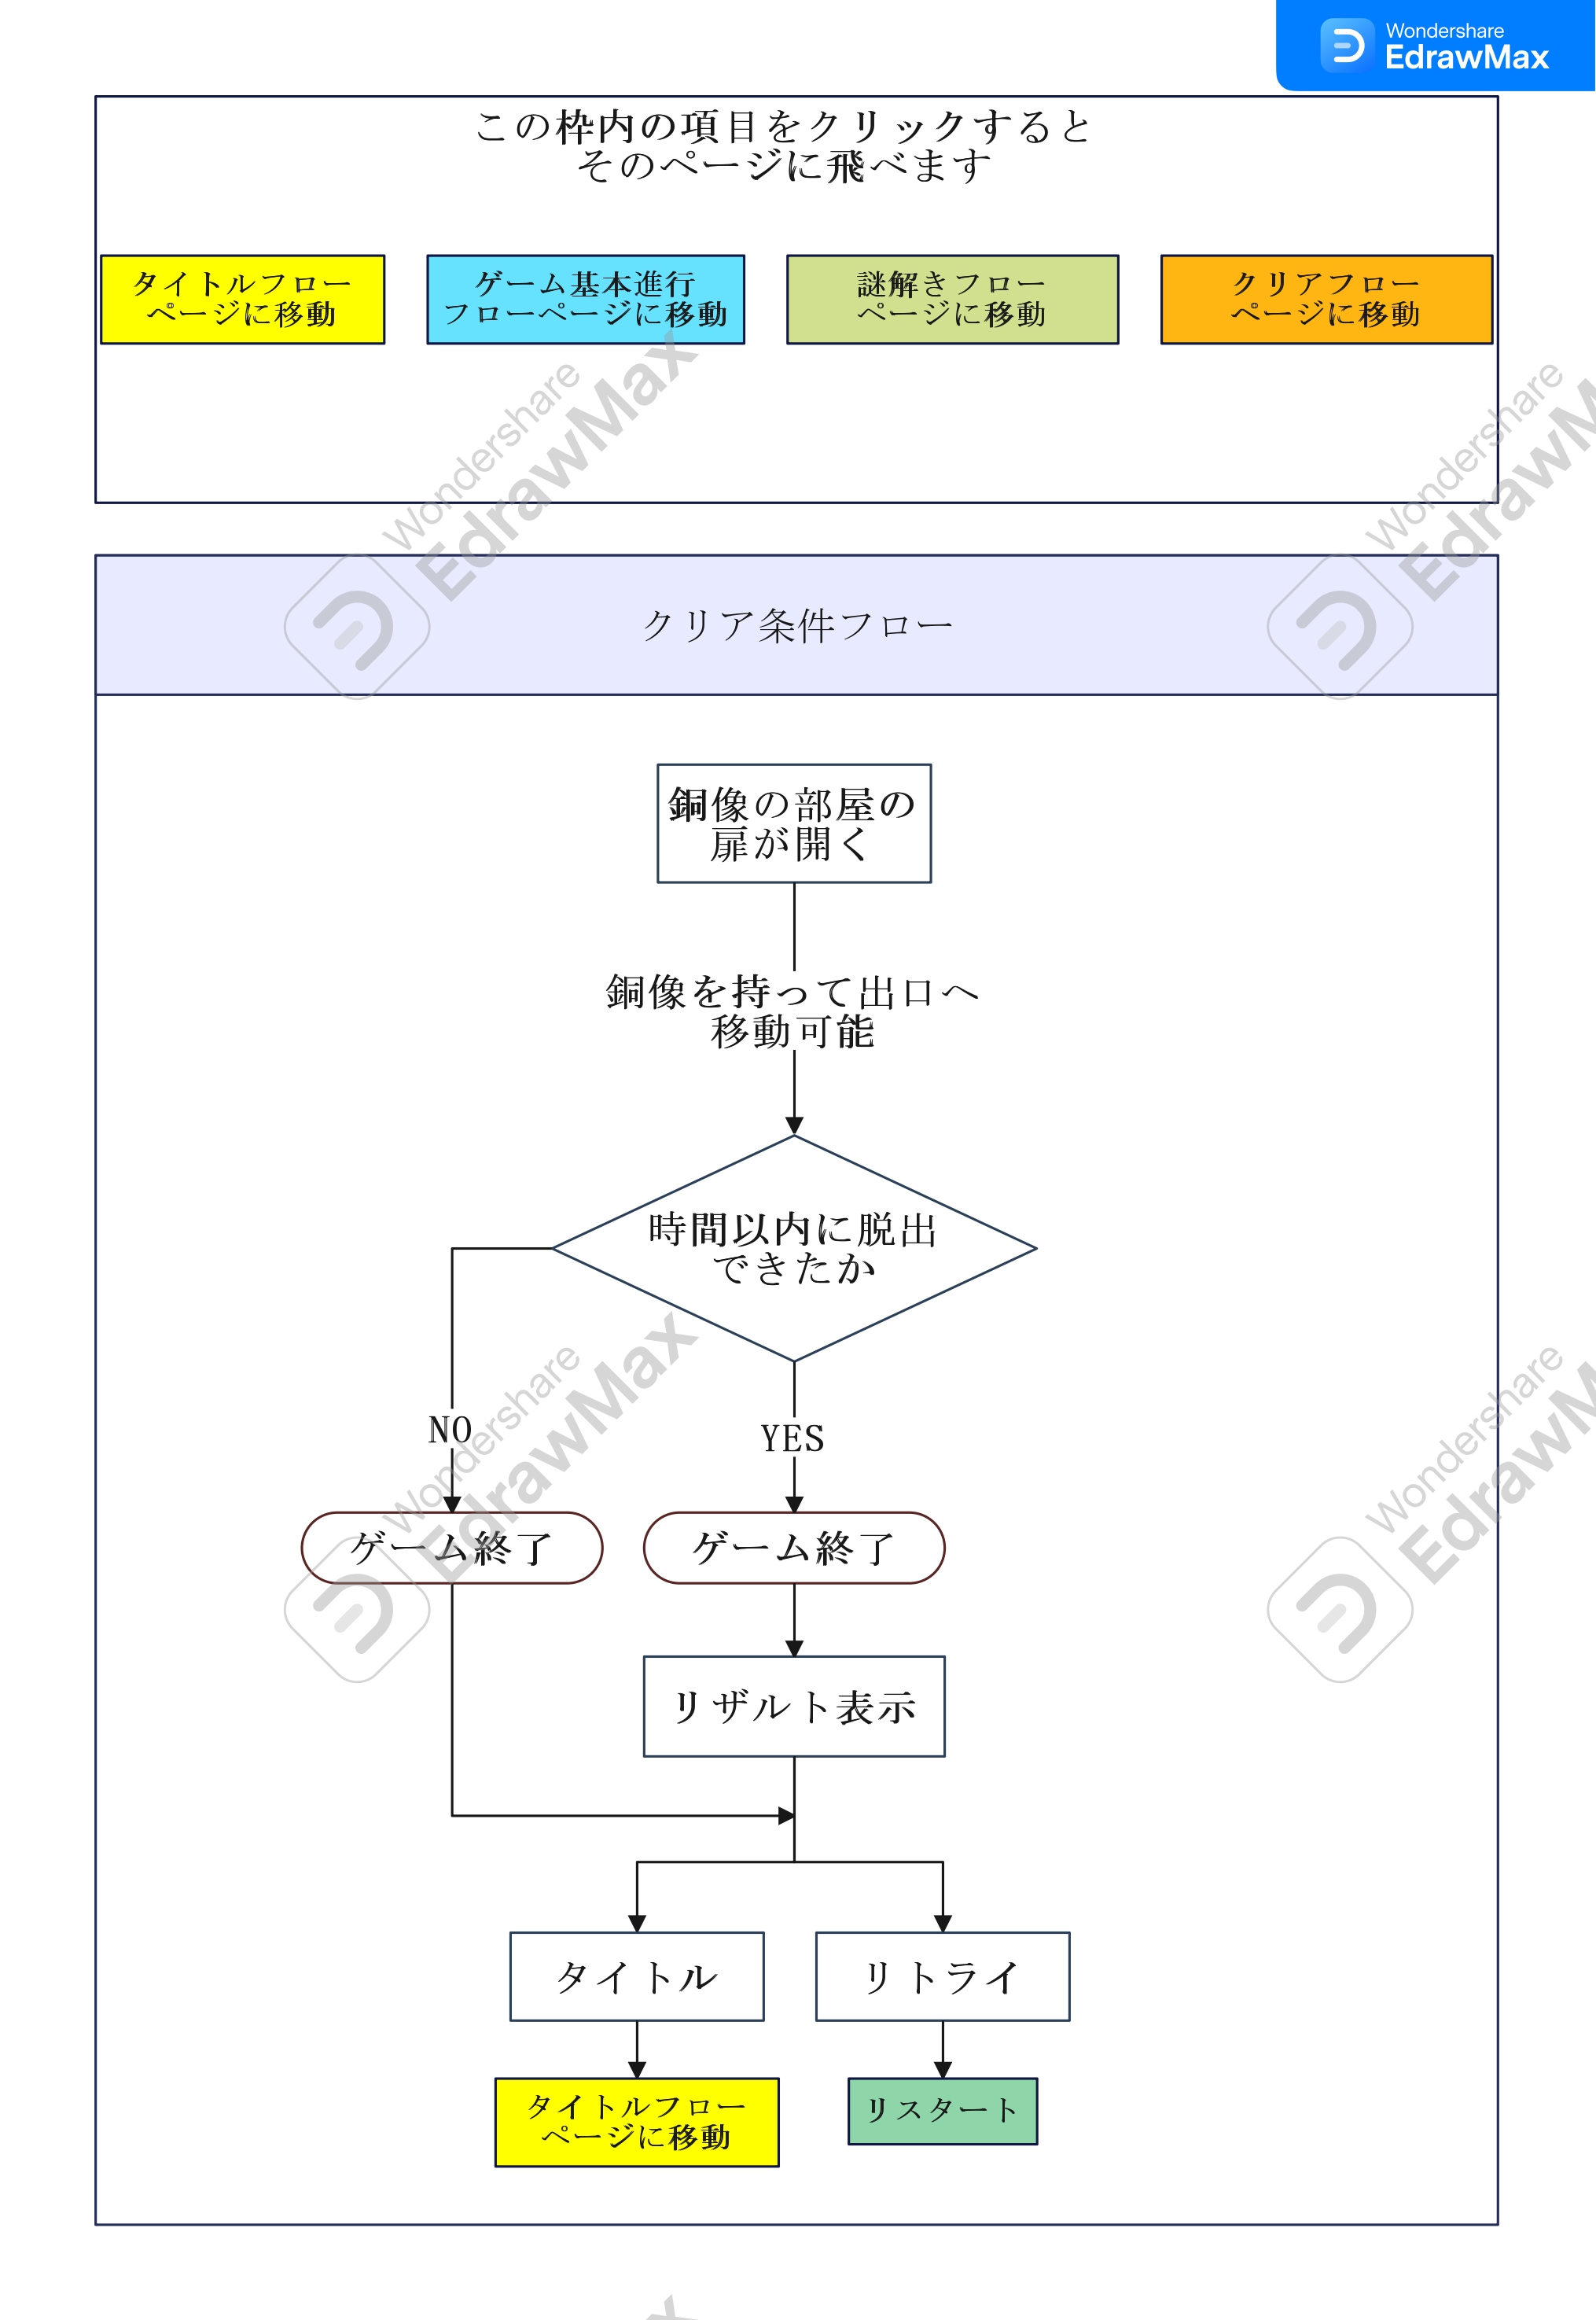 Wondershare
EdrawMax
この枠内の項目をクリックすると
そのページに飛べます
タイトルフロー
ページに移動
ゲーム基本進行
フローページに移動
謎解きフロー
ページに移動
クリアフロー
ページに移動
Wondershare
EdrawMax
Wondershare
EdrawM
クリア条件フロー
銅像の部屋の
扉が開く
銅像を持って出口へ
移動可能
時間以内に脱出
できたか
NO
YES
Wondershare
EdrawMax
Wondershare
EdrawM
ゲーム終了
ゲーム終了
リザルト表示
タイトル
リトライ
タイトルフロー
ページに移動
リスタート
x